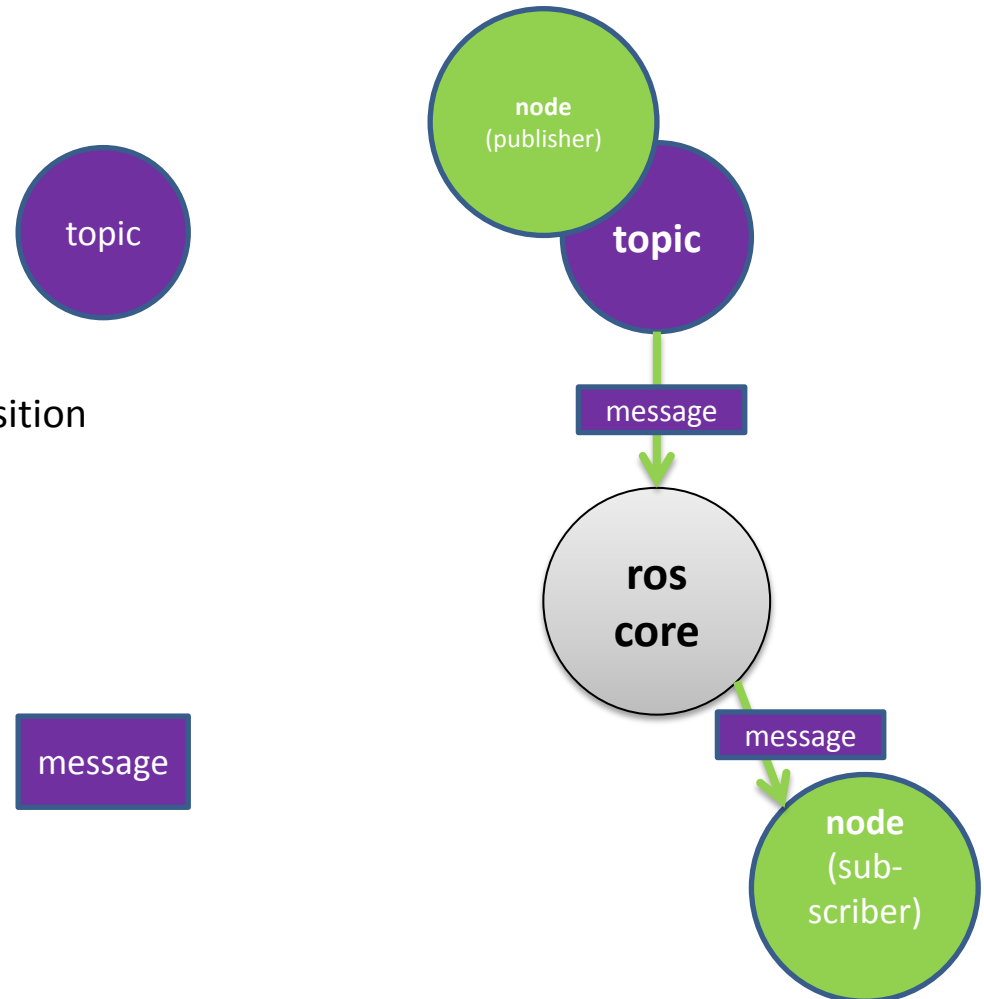 node
(publisher)
topic
topic
sition
message
ros
core
message
message
node
(sub-
scriber)